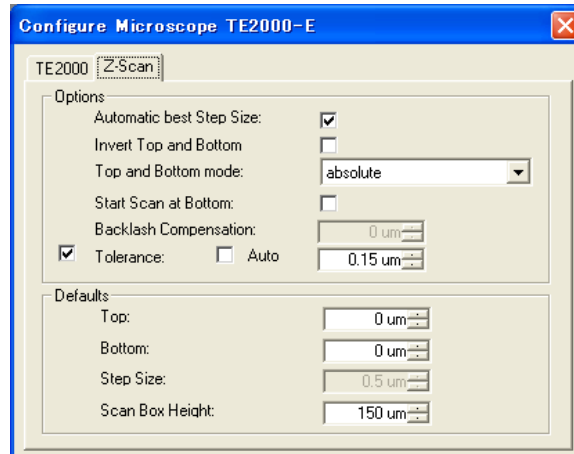 Configure Microscope TE2000-E
TE2000 Z-Scan
Options
Automatic best Step Size:
Invert Top and Bottom
Top and Bottom mode: absolute
Start Scan at Bottom:
Backlash Compensation: 0 um
Tolerance: Auto 0.15 um
Defaults
Top: 0 um
Bottom: 0 um
Step Size: 0.5 um
Scan Box Height: 150 um